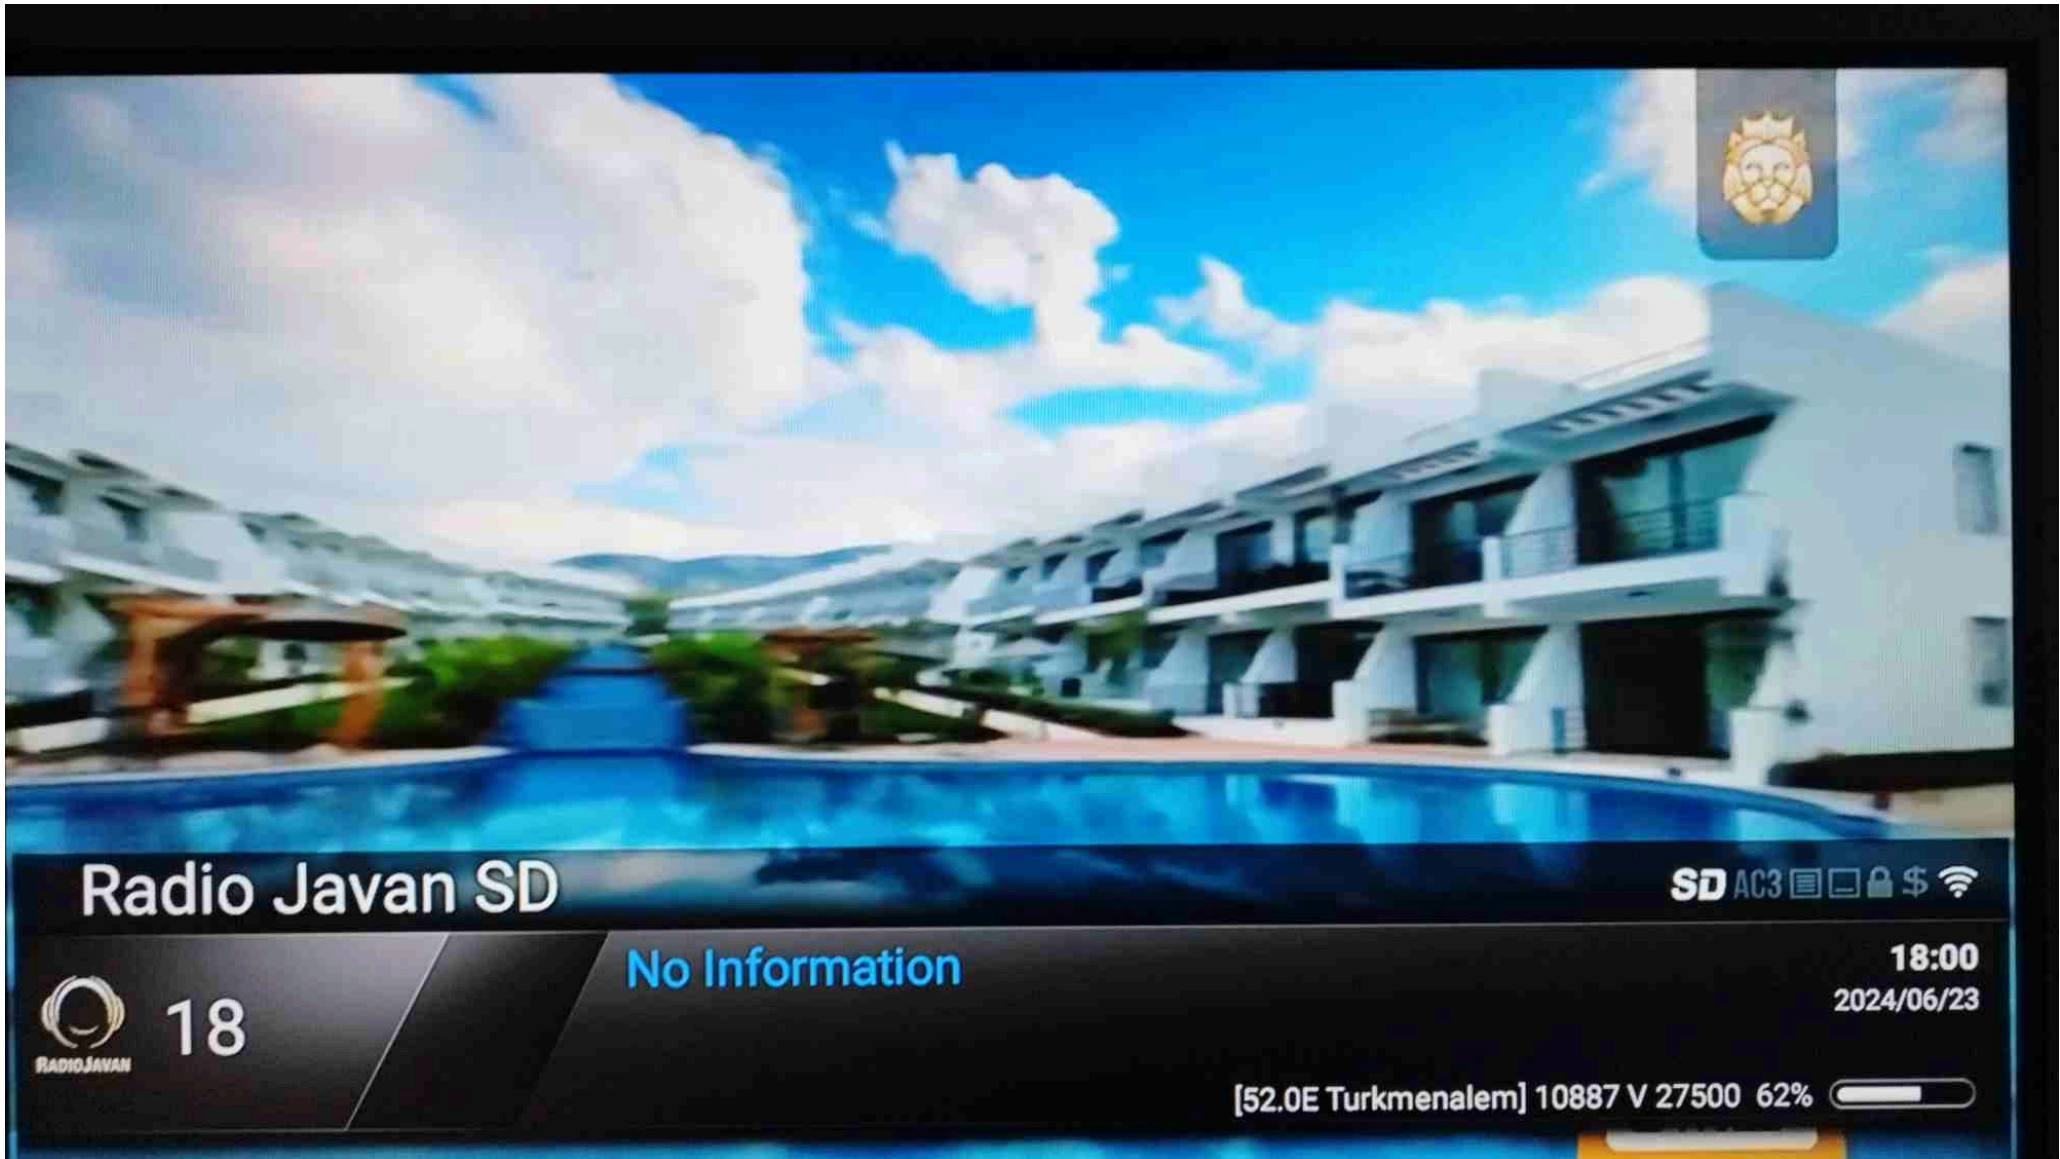 Radio Javan SD
SD AC3 $
No Information
18:00
2024/06/23
18
RADIOJAVAN
[52.0E Turkmenalem] 10887 V 27500 62%